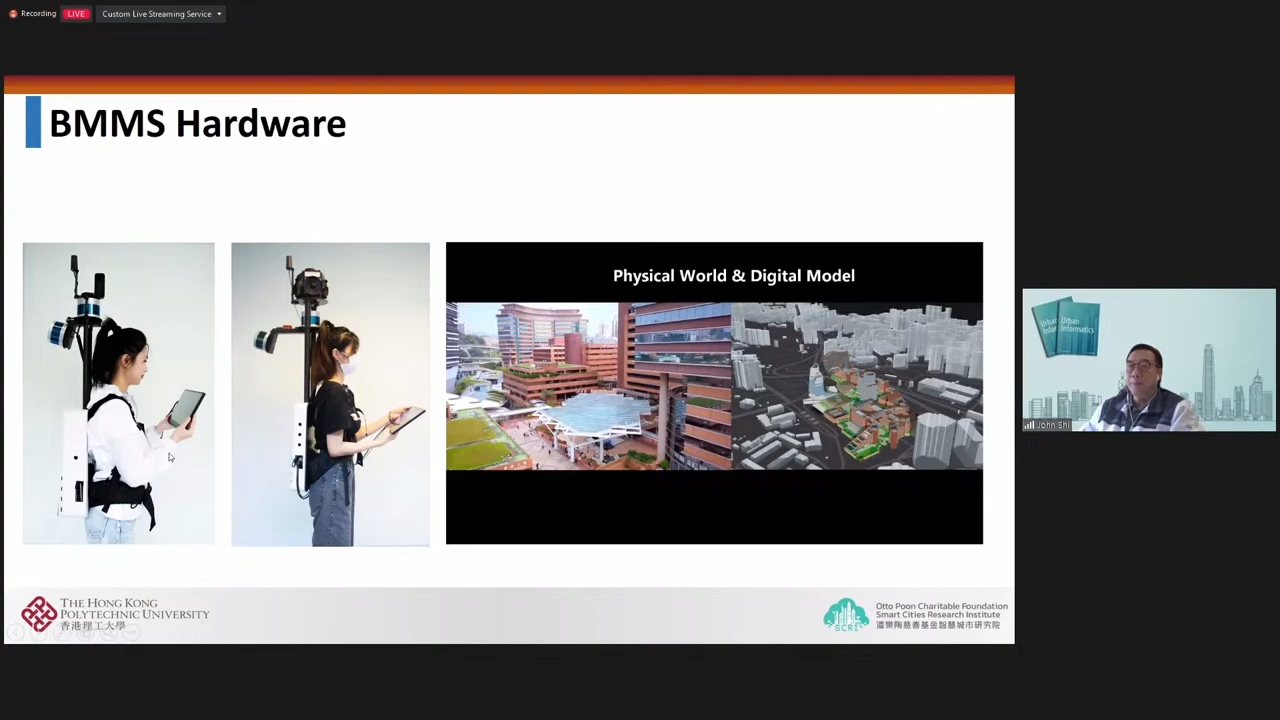 Recording
LIVE
Custom Live Streaming Service
BMMS Hardware
Physical World & Digital Model
Urban
Informatics
John Shi
THE HONG KONG
POLYTECHNIC UNIVERSITY
香港理工大學
SCRI
Otto Poon Charitable Foundation
Smart Cities Research Institute
潘樂陶慈善基金智慧城市研究院